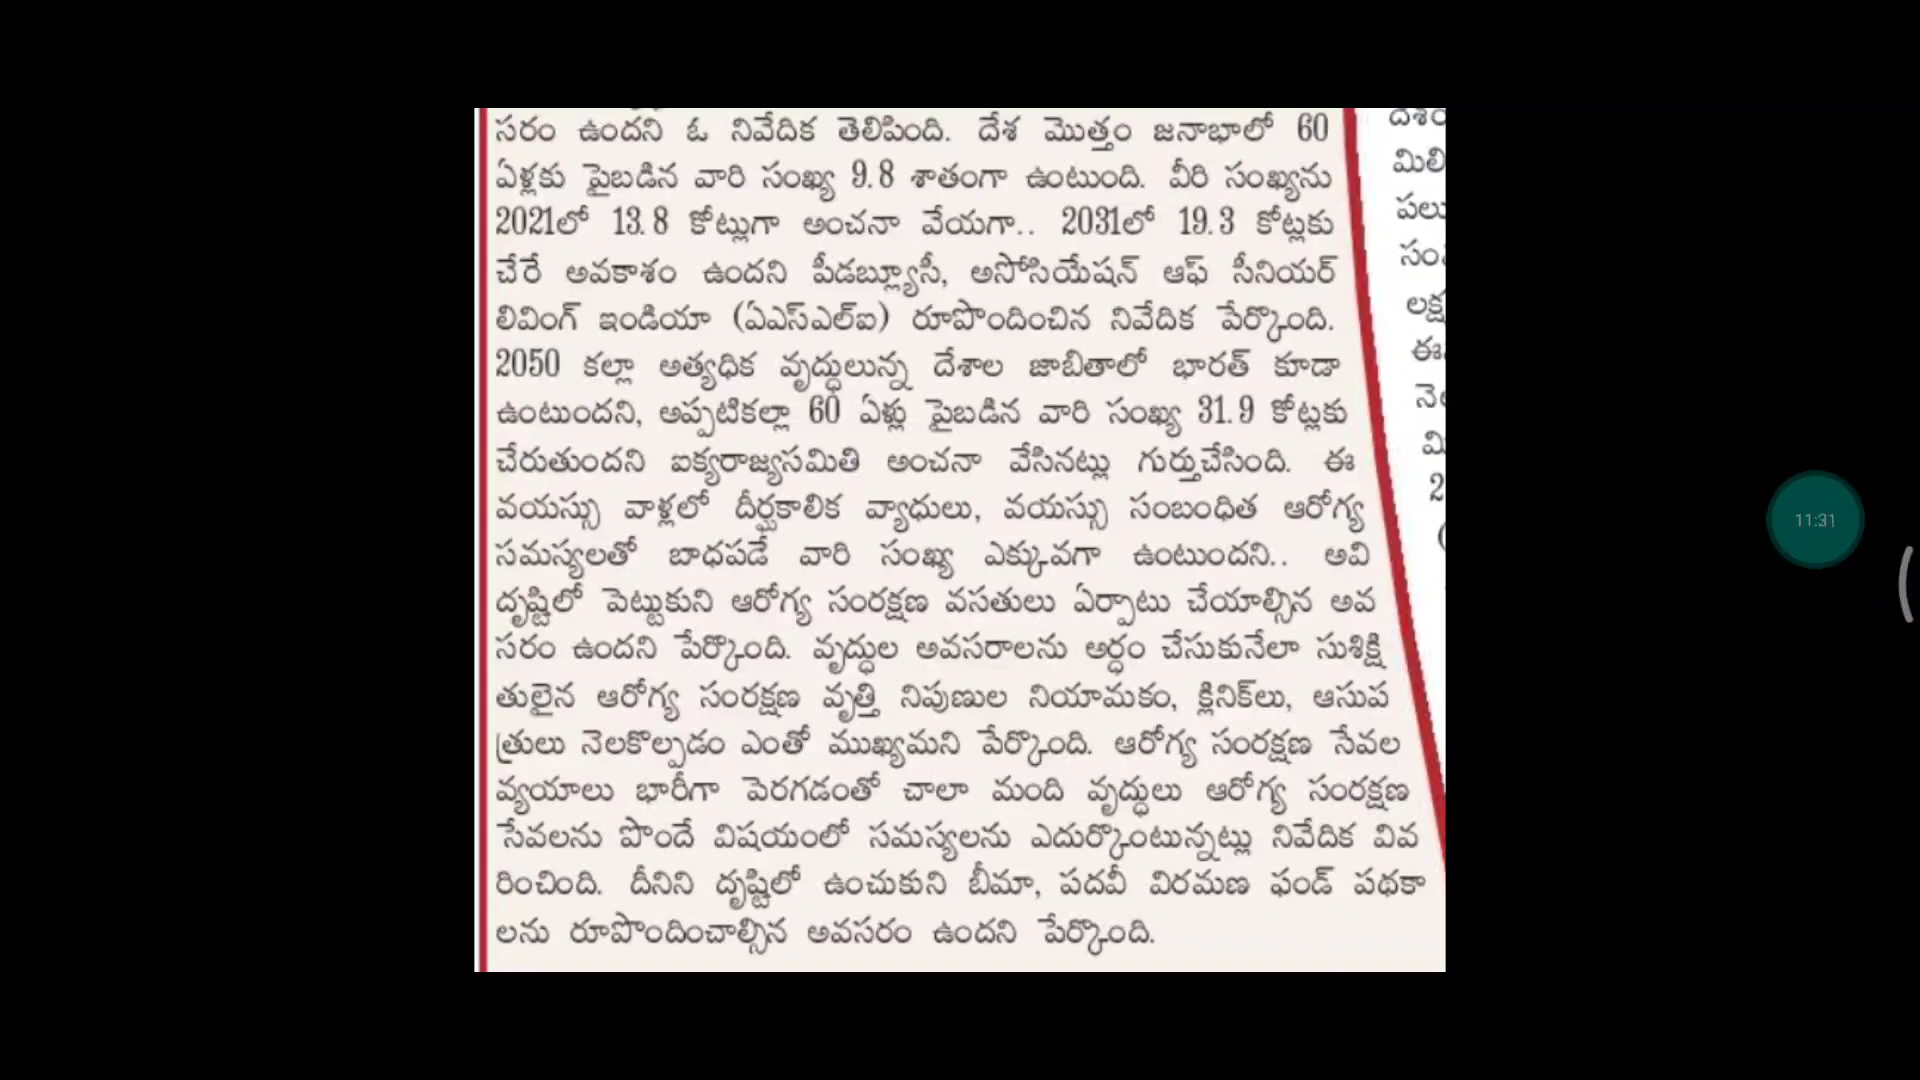 సరం ఉందని ఓ నివేదిక తెలిపింది. దేశ మొత్తం జనాభాలో 60
ఏళ్లకు పైబడిన వారి సంఖ్య 9.8 శాతంగా ఉంటుంది. వీరి సంఖ్యను
2021లో 13.8 కోట్లుగా అంచనా వేయగా.. 2031లో 19.3 కోట్లకు
చేరే అవకాశం ఉందని పీడబ్ల్యూసీ, అసోసియేషన్ ఆఫ్ సీనియర్
లివింగ్ ఇండియా (ఏఎస్ఎల్ఐ) రూపొందించిన నివేదిక పేర్కొంది.
2050 కల్లా అత్యధిక వృద్ధులున్న దేశాల జాబితాలో భారత్ కూడా
ఉంటుందని, అప్పటికల్లా 60 ఏళ్లు పైబడిన వారి సంఖ్య 31.9 కోట్లకు
చేరుతుందని ఐక్యరాజ్యసమితి అంచనా వేసినట్లు గుర్తుచేసింది. ఈ
వయస్సు వాళ్లలో దీర్ఘకాలిక వ్యాధులు, వయస్సు సంబంధిత ఆరోగ్య
సమస్యలతో బాధపడే వారి సంఖ్య ఎక్కువగా ఉంటుందని.. అవి
దృష్టిలో పెట్టుకుని ఆరోగ్య సంరక్షణ వసతులు ఏర్పాటు చేయాల్సిన అవ
సరం ఉందని పేర్కొంది. వృద్ధుల అవసరాలను అర్థం చేసుకునేలా సుశిక్షి
తులైన ఆరోగ్య సంరక్షణ వృత్తి నిపుణుల నియామకం, క్లినిక్‌లు, ఆసుప
త్రులు నెలకొల్పడం ఎంతో ముఖ్యమని పేర్కొంది. ఆరోగ్య సంరక్షణ సేవల
వ్యయాలు భారీగా పెరగడంతో చాలా మంది వృద్ధులు ఆరోగ్య సంరక్షణ
సేవలను పొందే విషయంలో సమస్యలను ఎదుర్కొంటున్నట్లు నివేదిక వివ
రించింది. దీనిని దృష్టిలో ఉంచుకుని బీమా, పదవీ విరమణ ఫండ్ పథకా
లను రూపొందించాల్సిన అవసరం ఉందని పేర్కొంది.
మిలి
పలు
లక్ష
2
(
11:31